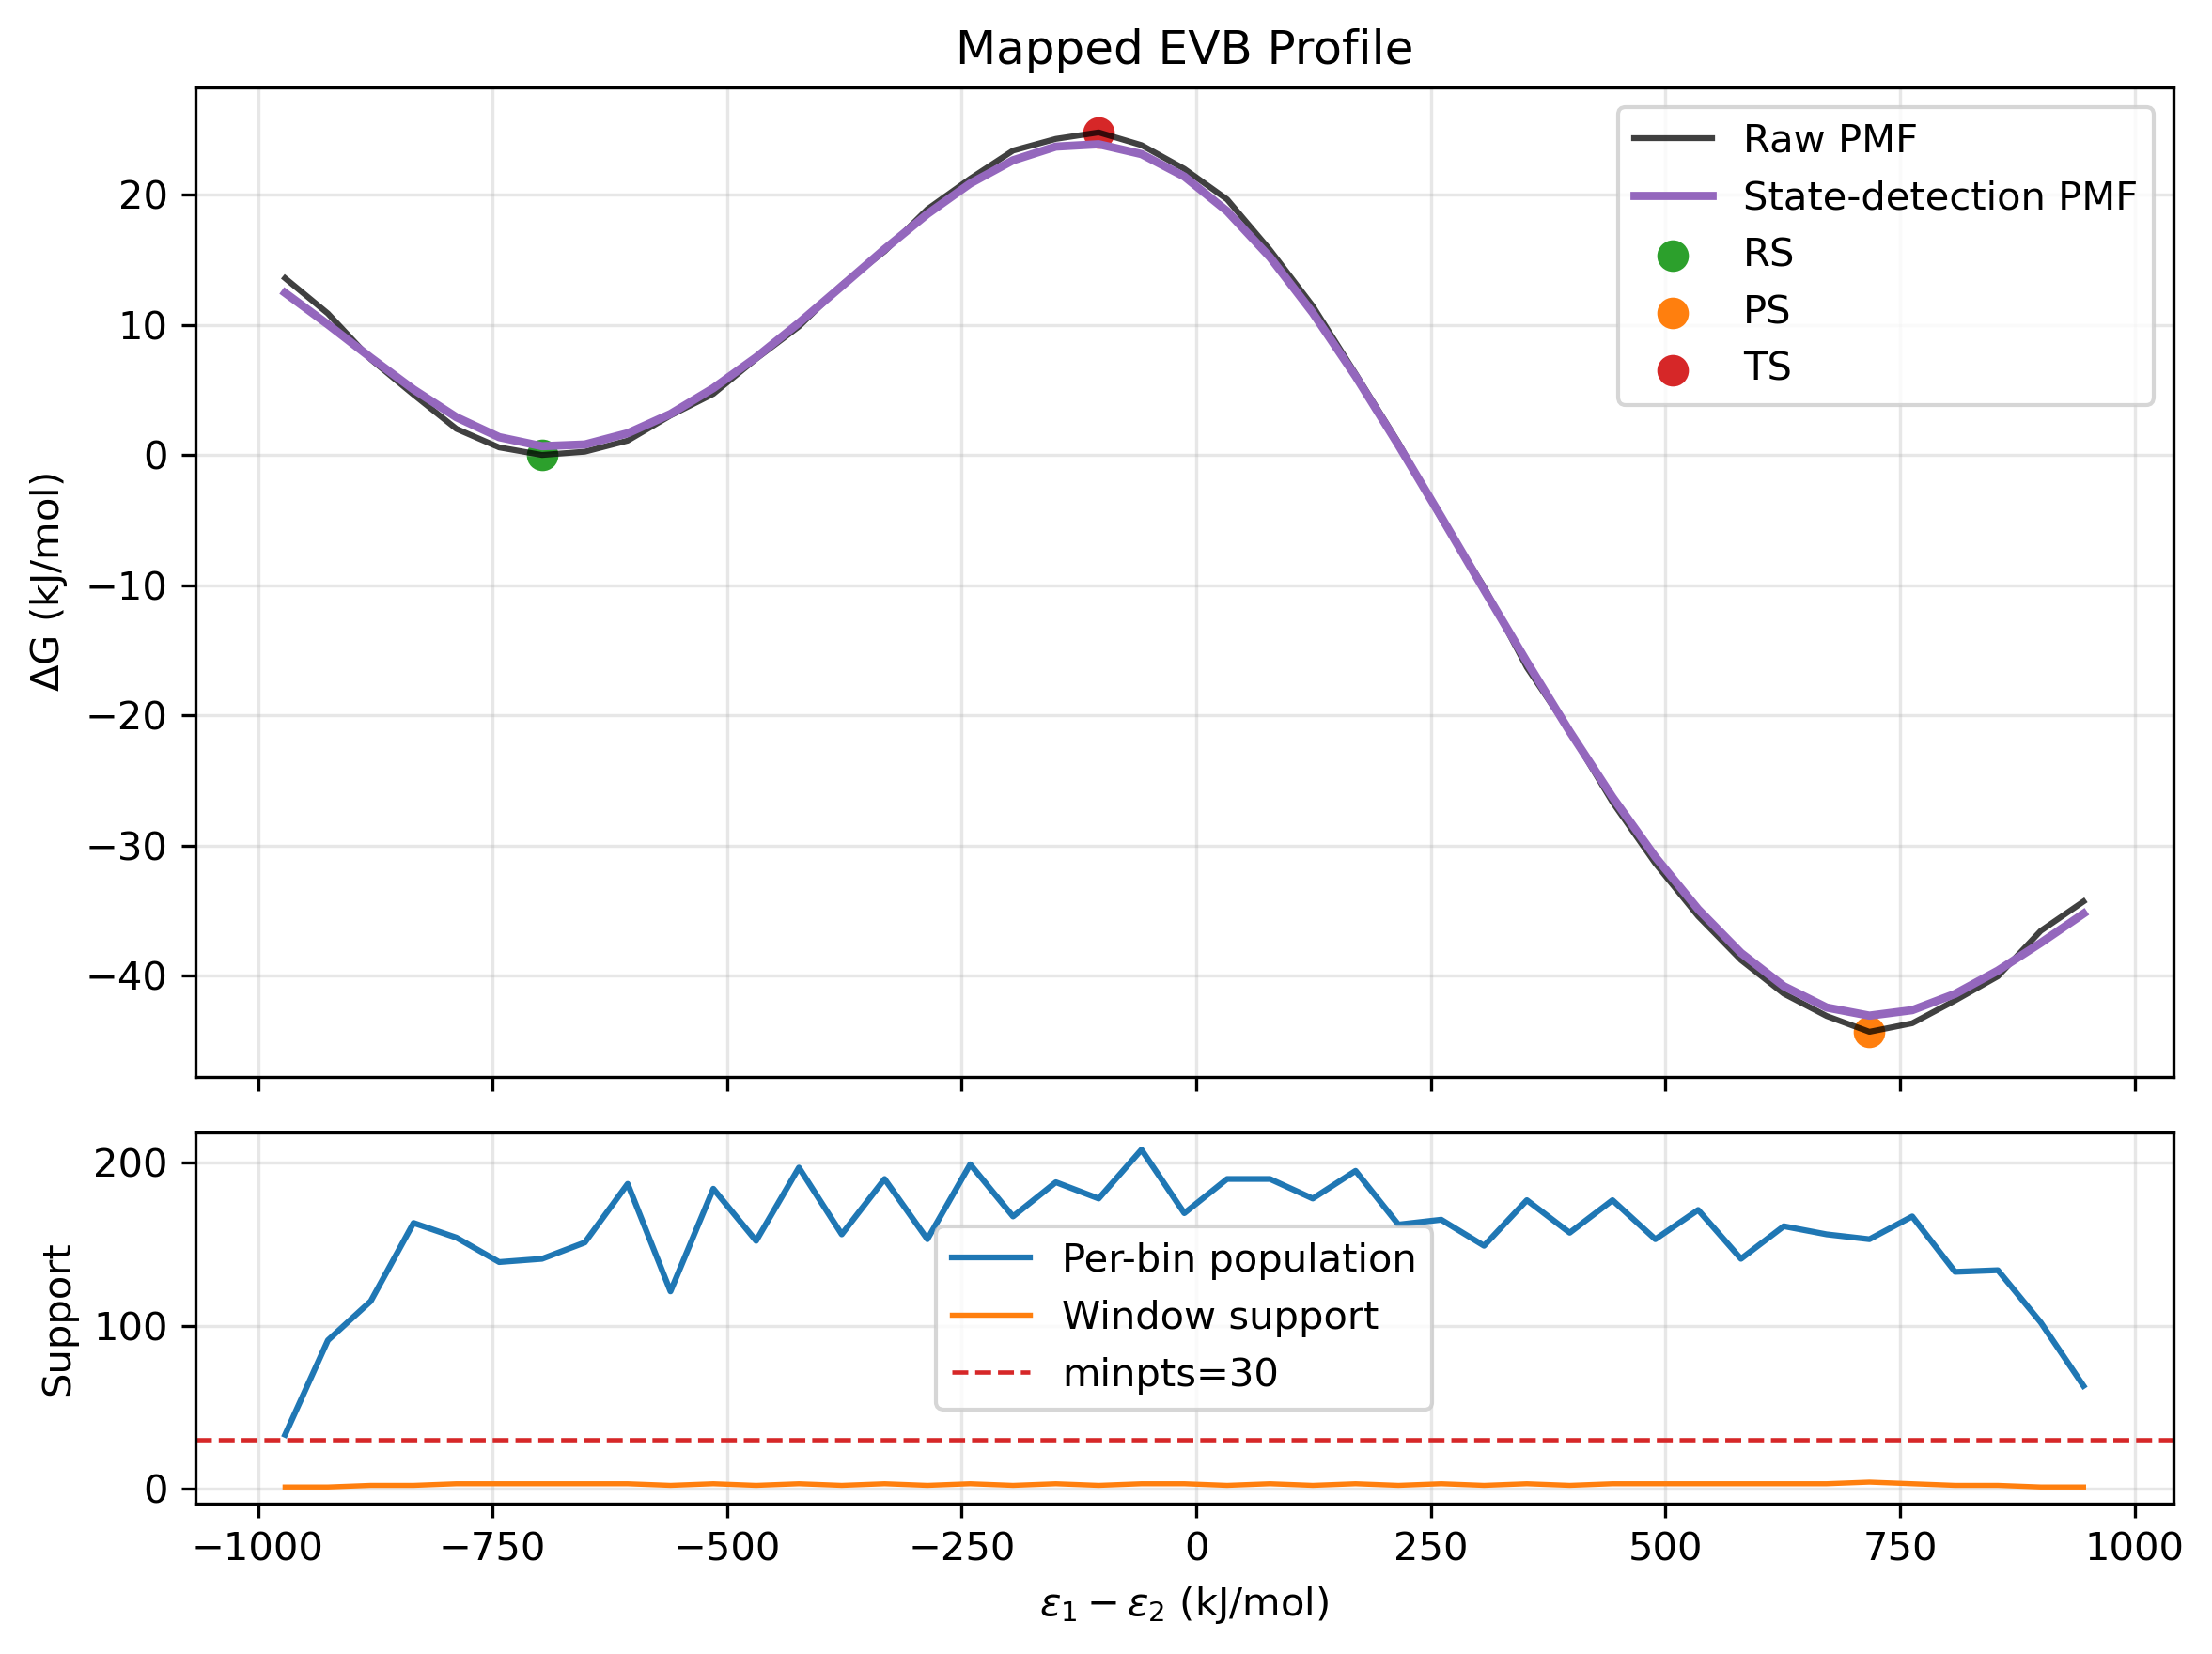 Mapped EVB Profile
ΔG (kJ/mol)
20
10
0
−10
−20
−30
−40
Raw PMF
State-detection PMF
RS
PS
TS
Support
200
100
0
Per-bin population
Window support
minpts=30
−1000
−750
−500
−250
0
250
500
750
1000
ε₁ − ε₂ (kJ/mol)